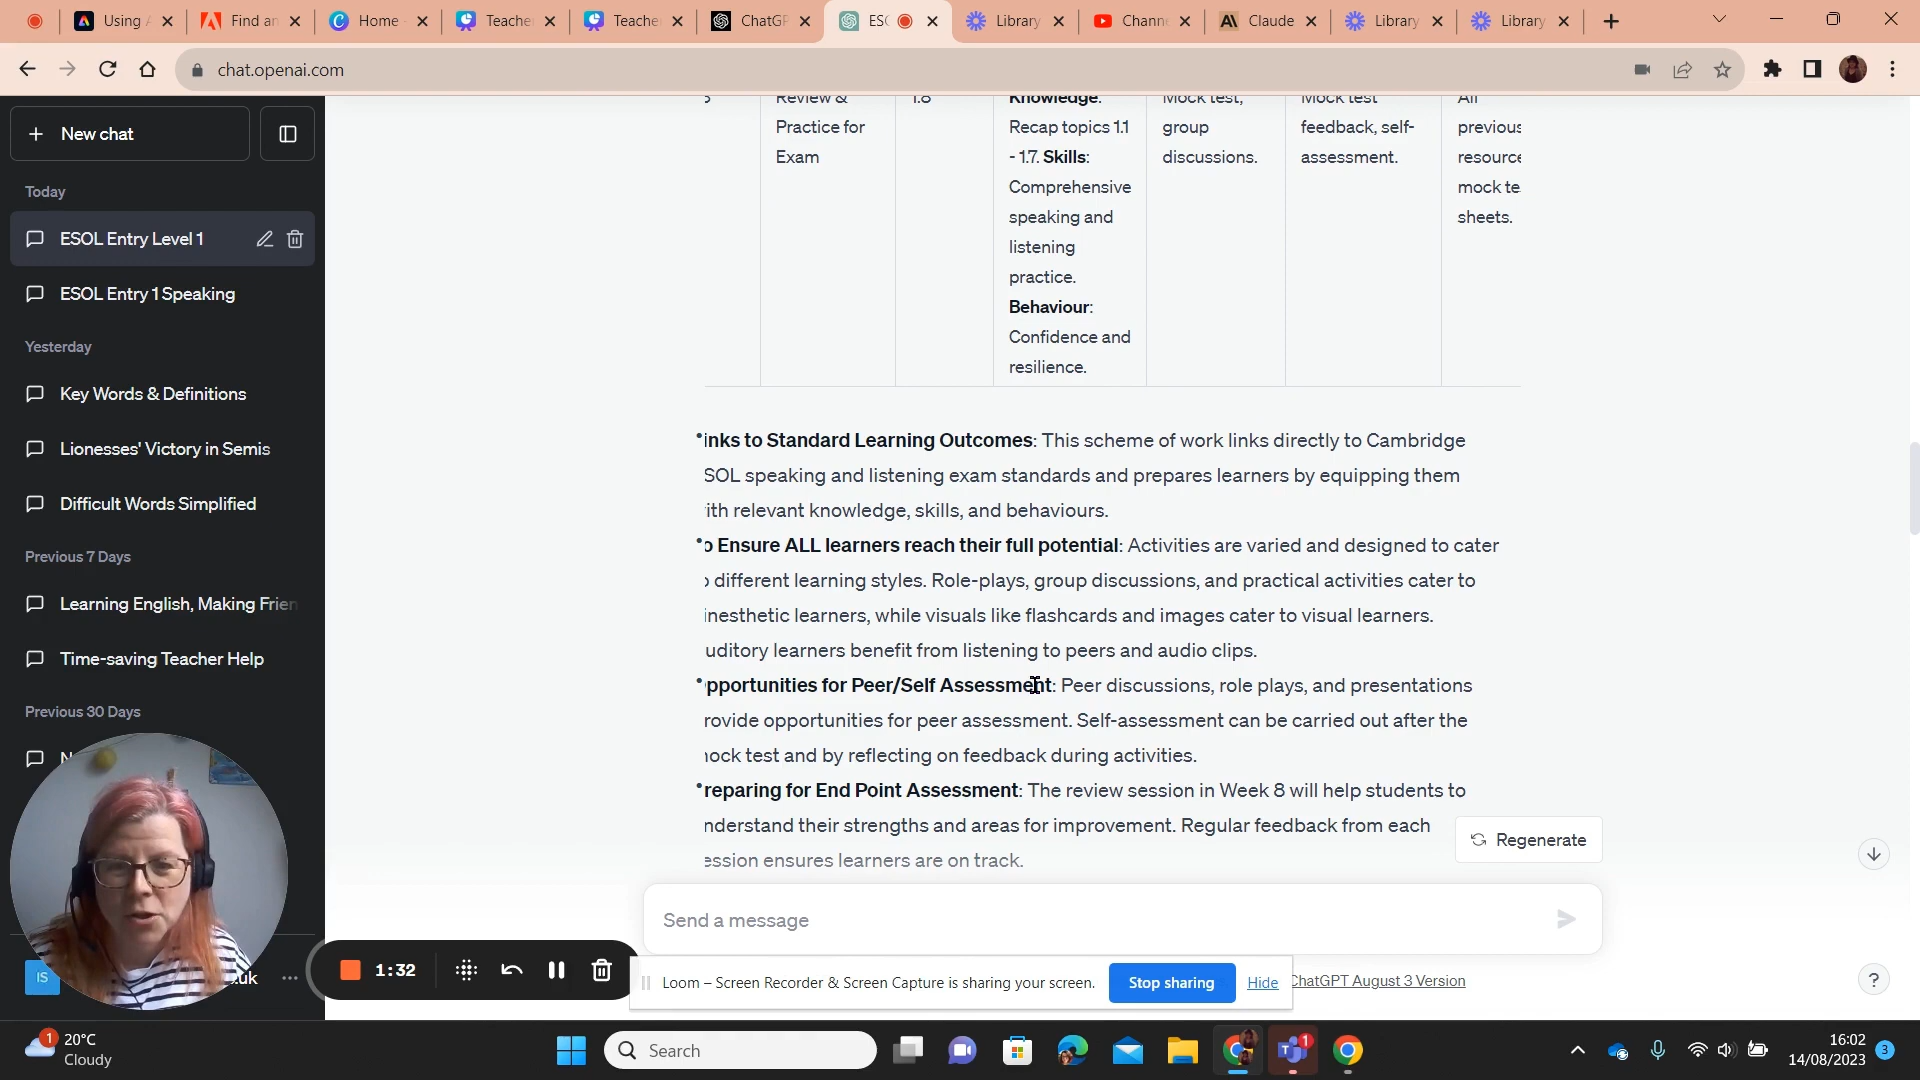 Using A
Find an
Home
Teache
Teache
ChatGP
ESC
Library
Chann
Claude
Library
Library
chat.openai.com
New chat
Today
ESOL Entry Level 1
ESOL Entry 1 Speaking
Yesterday
Key Words & Definitions
Lionesses' Victory in Semis
Difficult Words Simplified
Previous 7 Days
Learning English, Making Frien
Time-saving Teacher Help
Previous 30 Days
IS
uk
Review &
Practice for
Exam
1.8
Knowledge:
Recap topics 1.1
- 1.7. Skills:
Comprehensive
speaking and
listening
practice.
Behaviour:
Confidence and
resilience.
Mock test,
group
discussions.
Mock test
feedback, self-
assessment.
All
previous
resource
mock te
sheets.
inks to Standard Learning Outcomes: This scheme of work links directly to Cambridge
SOL speaking and listening exam standards and prepares learners by equipping them
ith relevant knowledge, skills, and behaviours.
o Ensure ALL learners reach their full potential: Activities are varied and designed to cater
o different learning styles. Role-plays, group discussions, and practical activities cater to
inesthetic learners, while visuals like flashcards and images cater to visual learners.
uditory learners benefit from listening to peers and audio clips.
pportunities for Peer/Self Assessment: Peer discussions, role plays, and presentations
rovide opportunities for peer assessment. Self-assessment can be carried out after the
nock test and by reflecting on feedback during activities.
reparing for End Point Assessment: The review session in Week 8 will help students to
nderstand their strengths and areas for improvement. Regular feedback from each
ession ensures learners are on track.
Regenerate
Send a message
1:32
Loom – Screen Recorder & Screen Capture is sharing your screen.
Stop sharing
Hide
ChatGPT August 3 Version
?
1
20°C
Cloudy
Search
1
16:02
14/08/2023
3